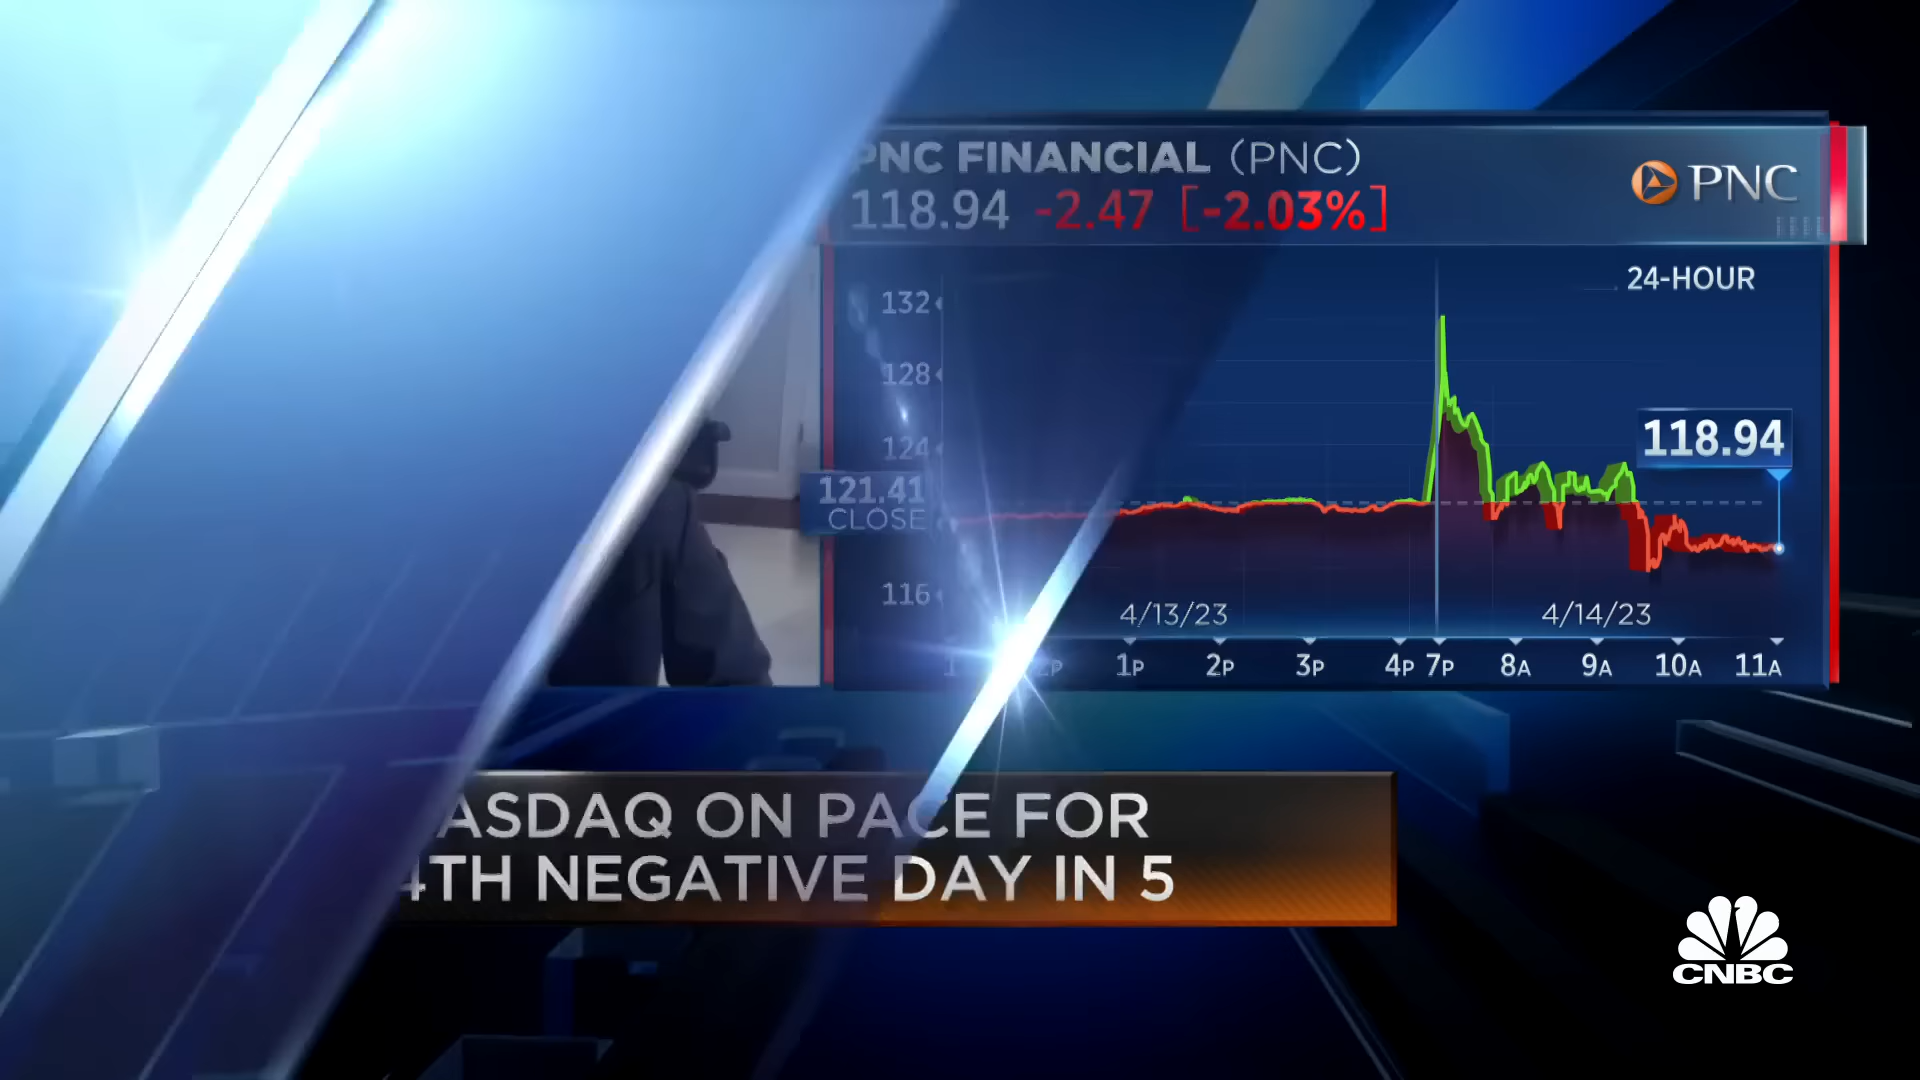 PNC FINANCIAL (PNC)
118.94 -2.47 [-2.03%]
PNC
24-HOUR
132
128
124
118.94
121.41
CLOSE
116
4/13/23 4/14/23
1P 2P 3P 4P 7P 8A 9A 10A 11A
ASDAQ ON PACE FOR
4TH NEGATIVE DAY IN 5
CNBC